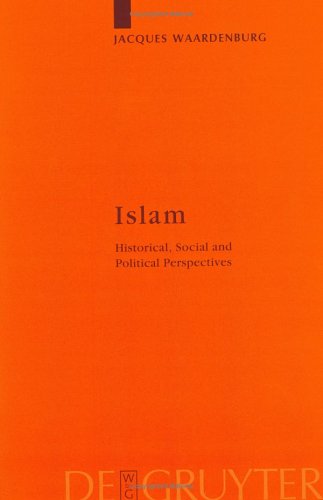 JACQUES WAARDENBURG
Islam
Historical, Social and
Political Perspectives
DE
W
G
GRUYTER